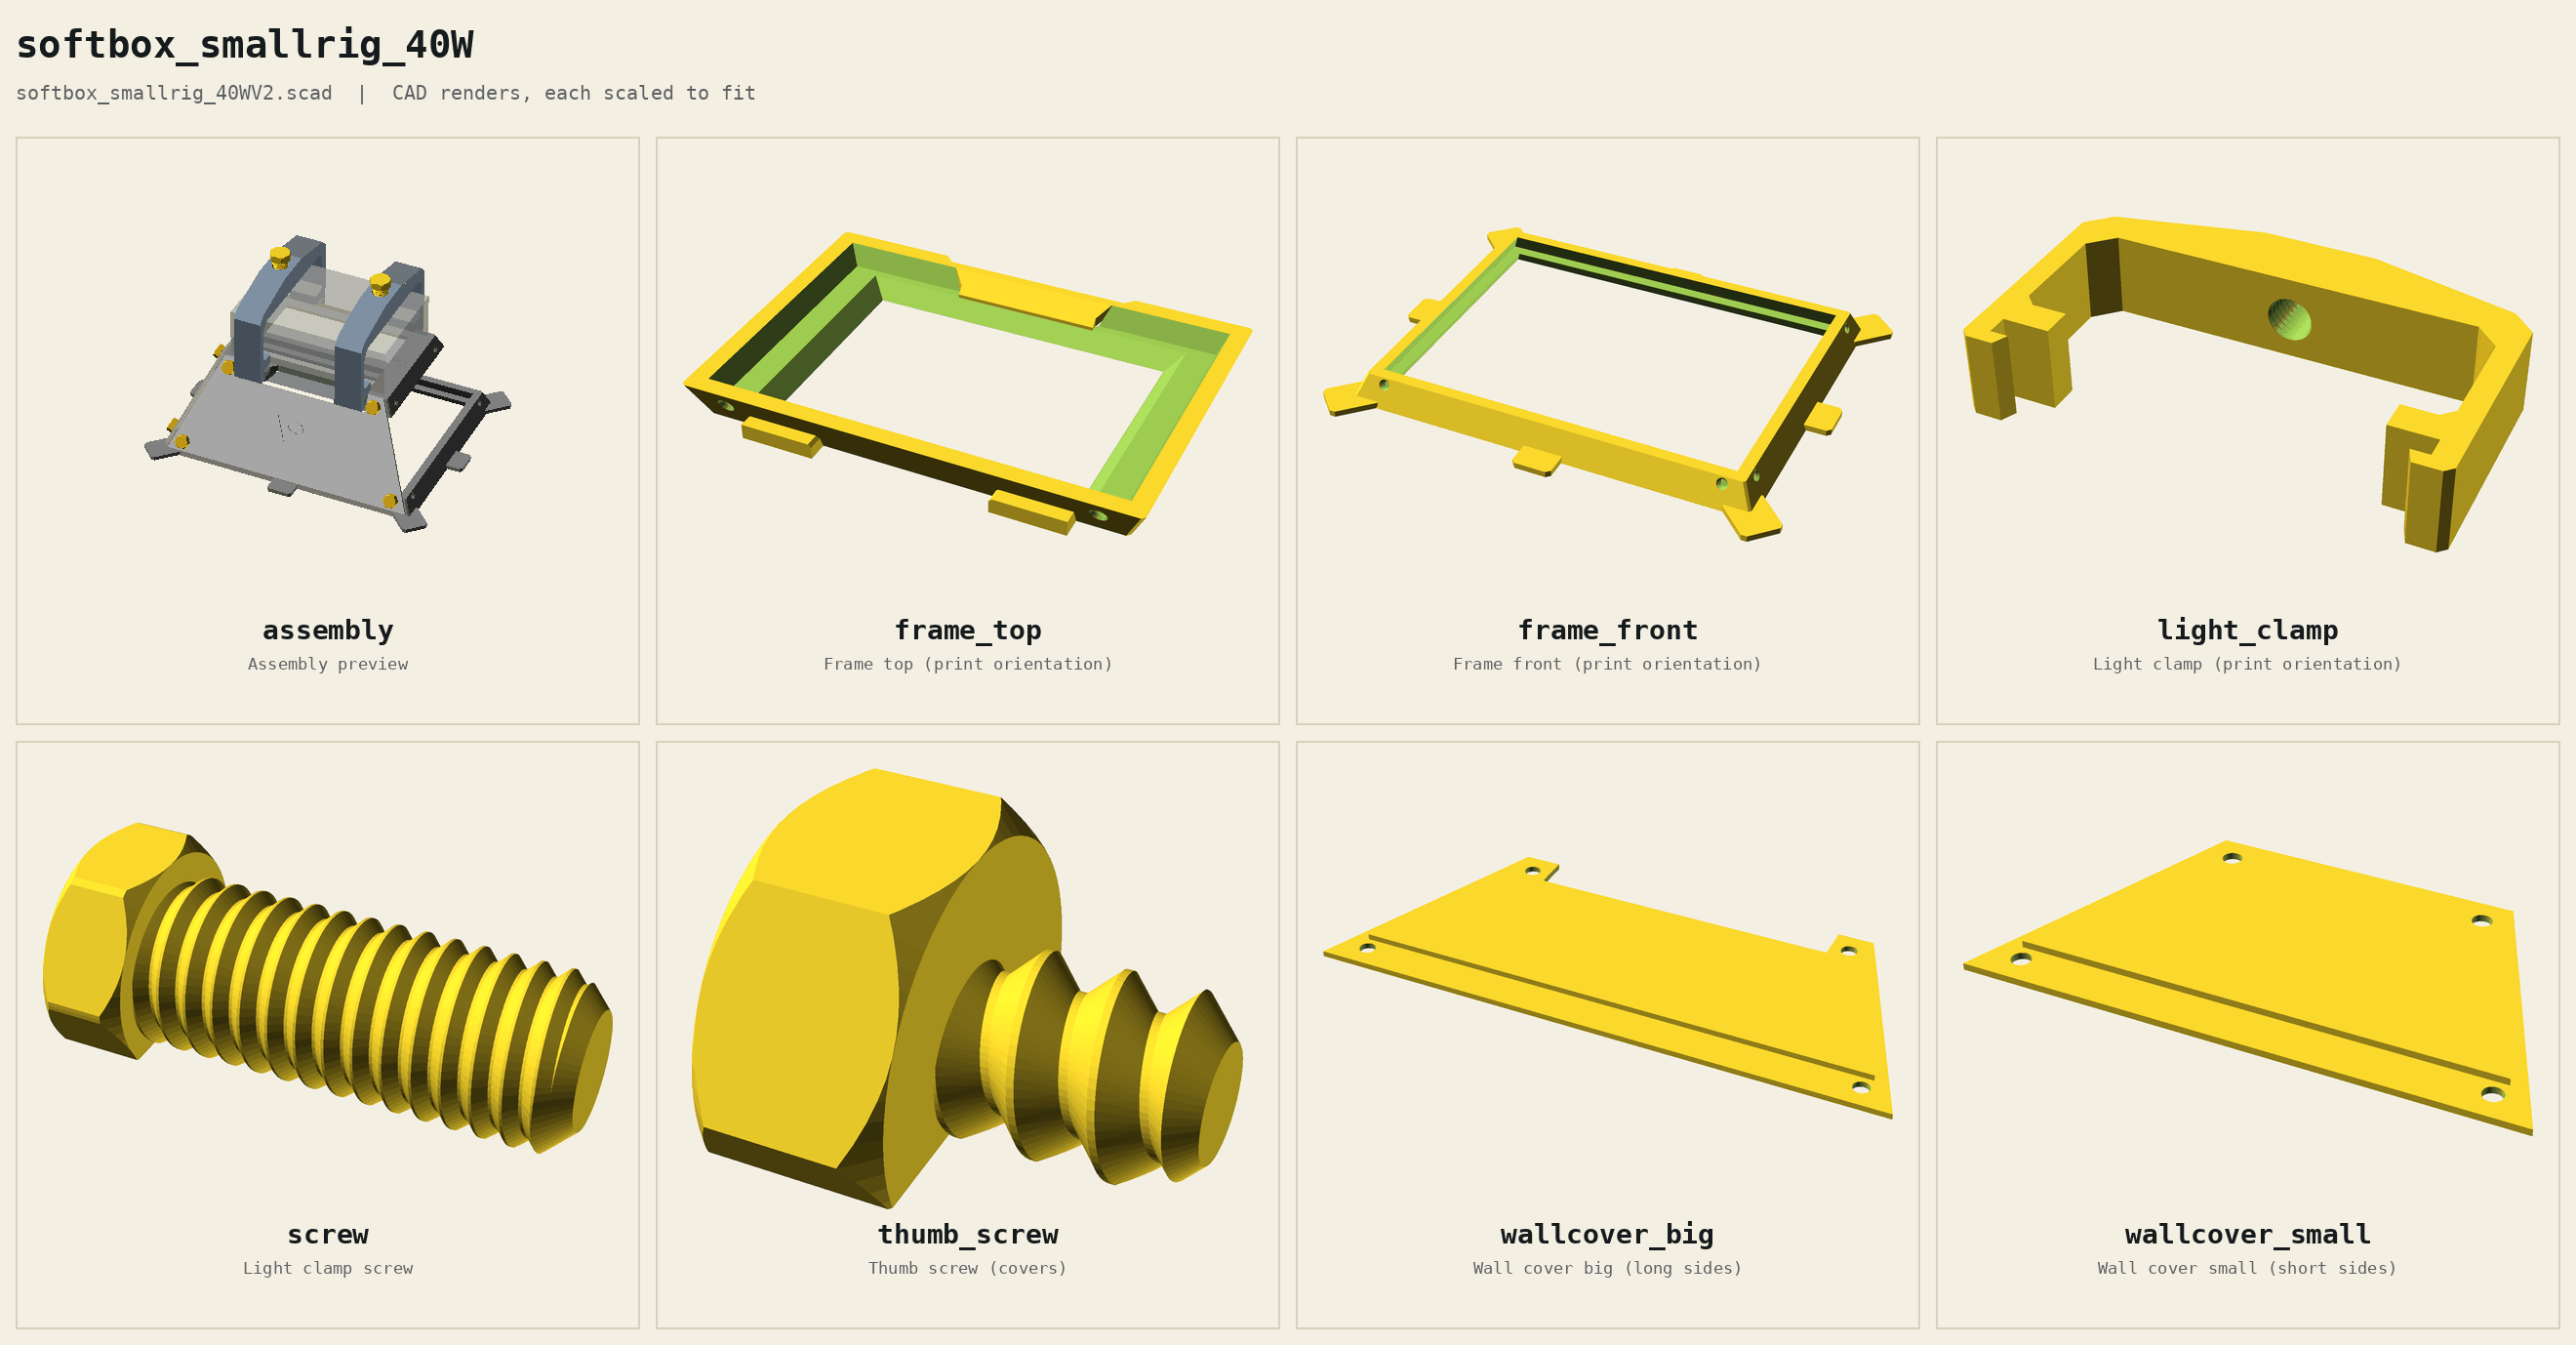 softbox_smallrig_40W
softbox_smallrig_40WV2.scad | CAD renders, each scaled to fit
assembly
Assembly preview
frame_top
Frame top (print orientation)
frame_front
Frame front (print orientation)
light_clamp
Light clamp (print orientation)
screw
Light clamp screw
thumb_screw
Thumb screw (covers)
wallcover_big
Wall cover big (long sides)
wallcover_small
Wall cover small (short sides)